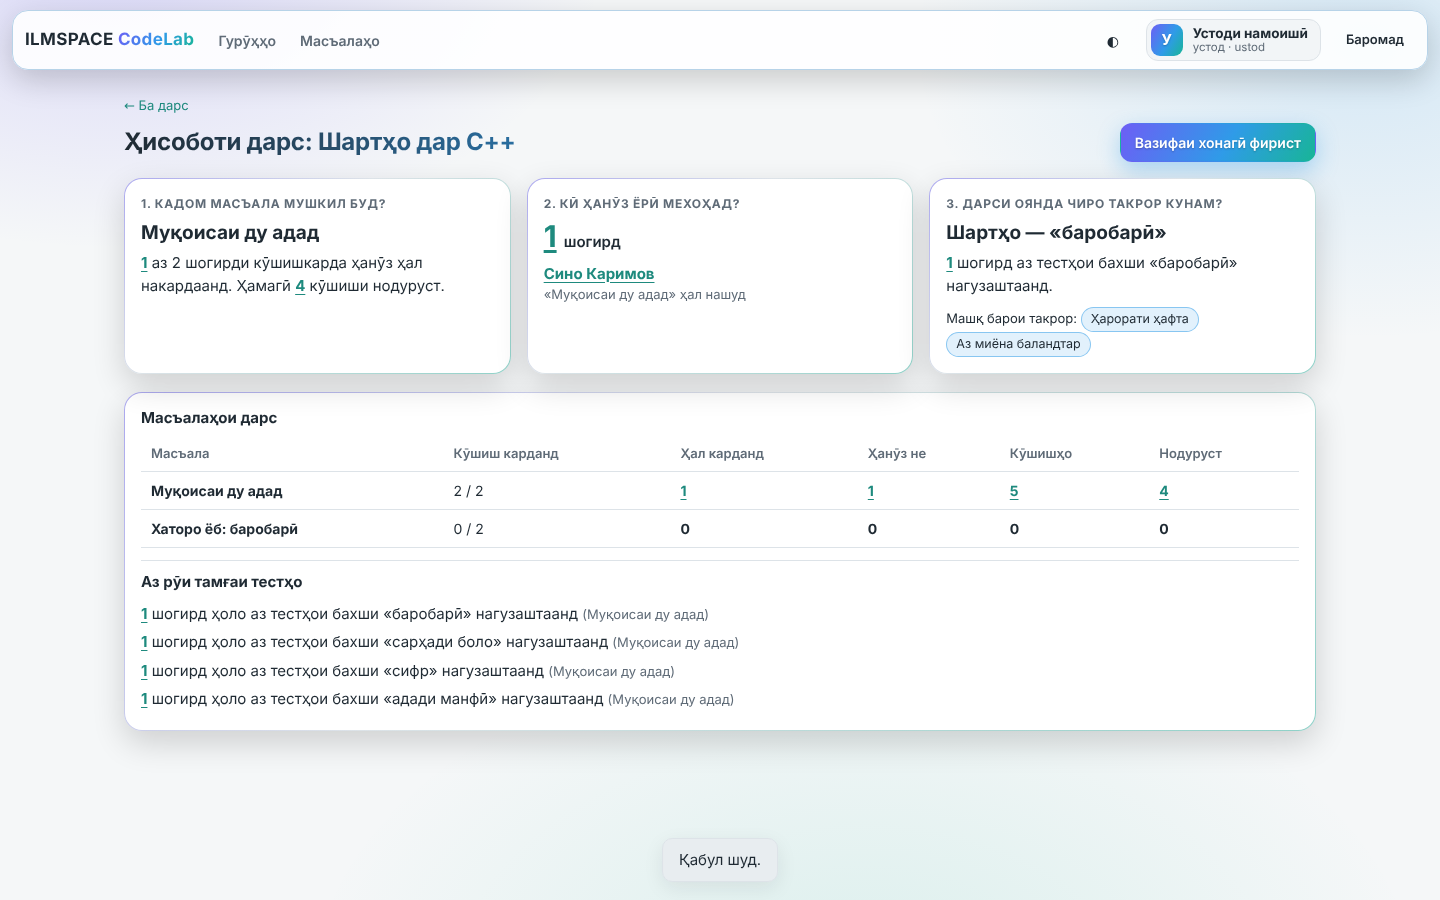 ILMSPACE CodeLab Гурӯҳҳо Масъалаҳо ◐ У Устоди намоишӣ Баромад
устод · ustod
← Ба дарс
Ҳисоботи дарс: Шартҳо дар C++ Вазифаи хонагӣ фирист
1. КАДОМ МАСЪАЛА МУШКИЛ БУД?
Муқоисаи ду адад
1 аз 2 шогирди кӯшишкарда ҳанӯз ҳал
накардаанд. Ҳамагӣ 4 кӯшиши нодуруст.
2. КӢ ҲАНӮЗ ЁРӢ МЕХОҲАД?
1 шогирд
Сино Каримов
«Муқоисаи ду адад» ҳал нашуд
3. ДАРСИ ОЯНДА ЧИРО ТАКРОР КУНАМ?
Шартҳо — «баробарӣ»
1 шогирд аз тестҳои бахши «баробарӣ»
нагузаштаанд.
Машқ барои такрор: Ҳарорати ҳафта
Аз миёна баландтар
Масъалаҳои дарс
Масъала Кӯшиш карданд Ҳал карданд Ҳанӯз не Кӯшишҳо Нодуруст
Муқоисаи ду адад 2 / 2 1 1 5 4
Хаторо ёб: баробарӣ 0 / 2 0 0 0 0
Аз рӯи тамғаи тестҳо
1 шогирд ҳоло аз тестҳои бахши «баробарӣ» нагузаштаанд (Муқоисаи ду адад)
1 шогирд ҳоло аз тестҳои бахши «сарҳади боло» нагузаштаанд (Муқоисаи ду адад)
1 шогирд ҳоло аз тестҳои бахши «сифр» нагузаштаанд (Муқоисаи ду адад)
1 шогирд ҳоло аз тестҳои бахши «адади манфӣ» нагузаштаанд (Муқоисаи ду адад)
Қабул шуд.